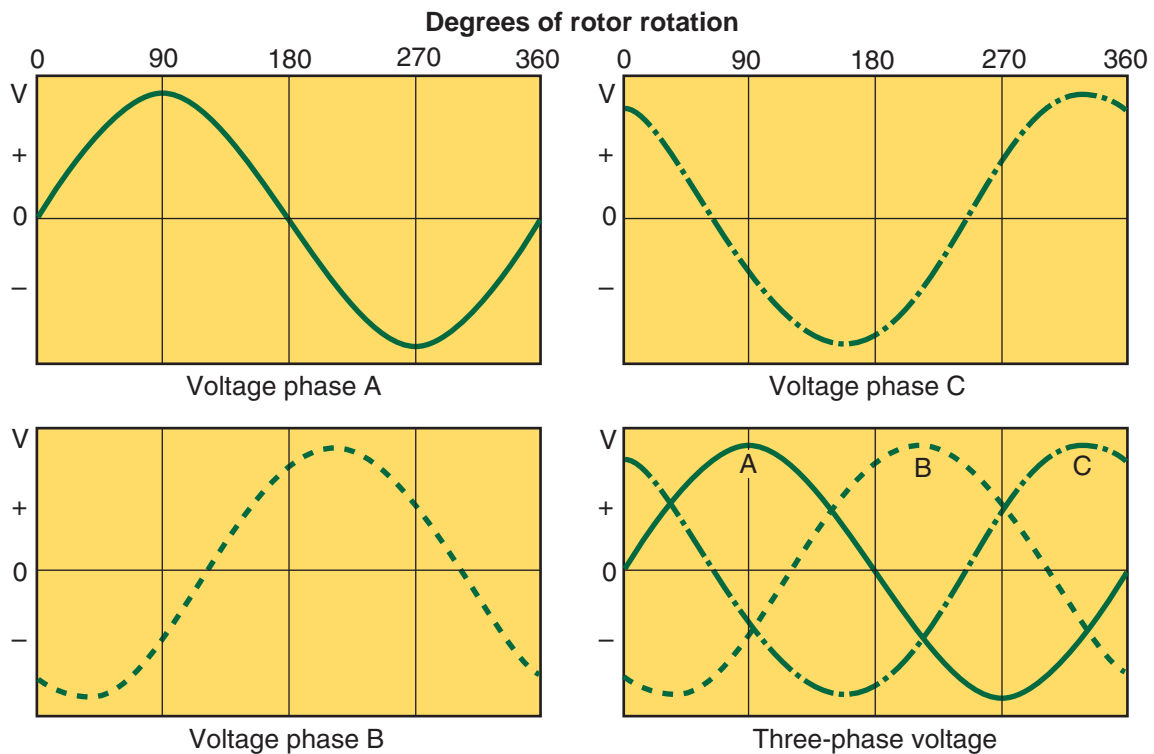 Degrees of rotor rotation
0 90 180 270 360
0 90 180 270 360
V
+
0
–
Voltage phase A
V
+
0
–
Voltage phase C
V
+
0
–
Voltage phase B
V
+
0
–
A
B
C
Three-phase voltage